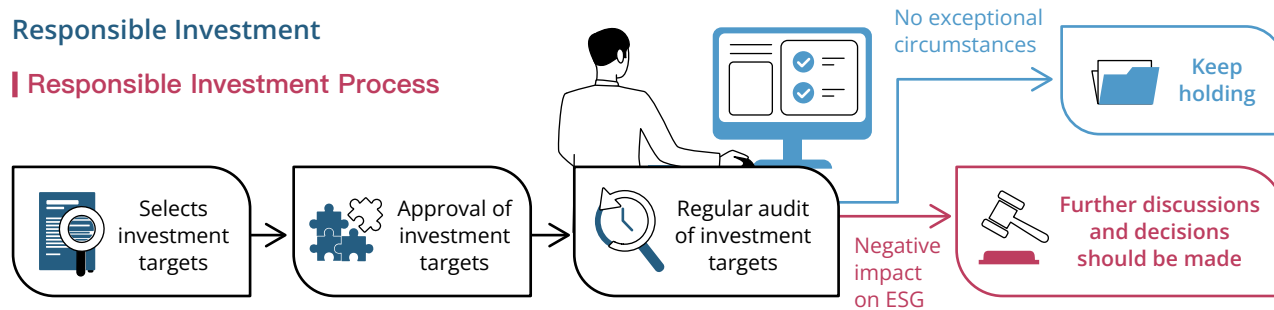 Responsible Investment
Responsible Investment Process
Selects
investment
targets
Approval of
investment
targets
Regular audit
of investment
targets
No exceptional
circumstances
Keep
holding
Negative
impact
on ESG
Further discussions
and decisions
should be made